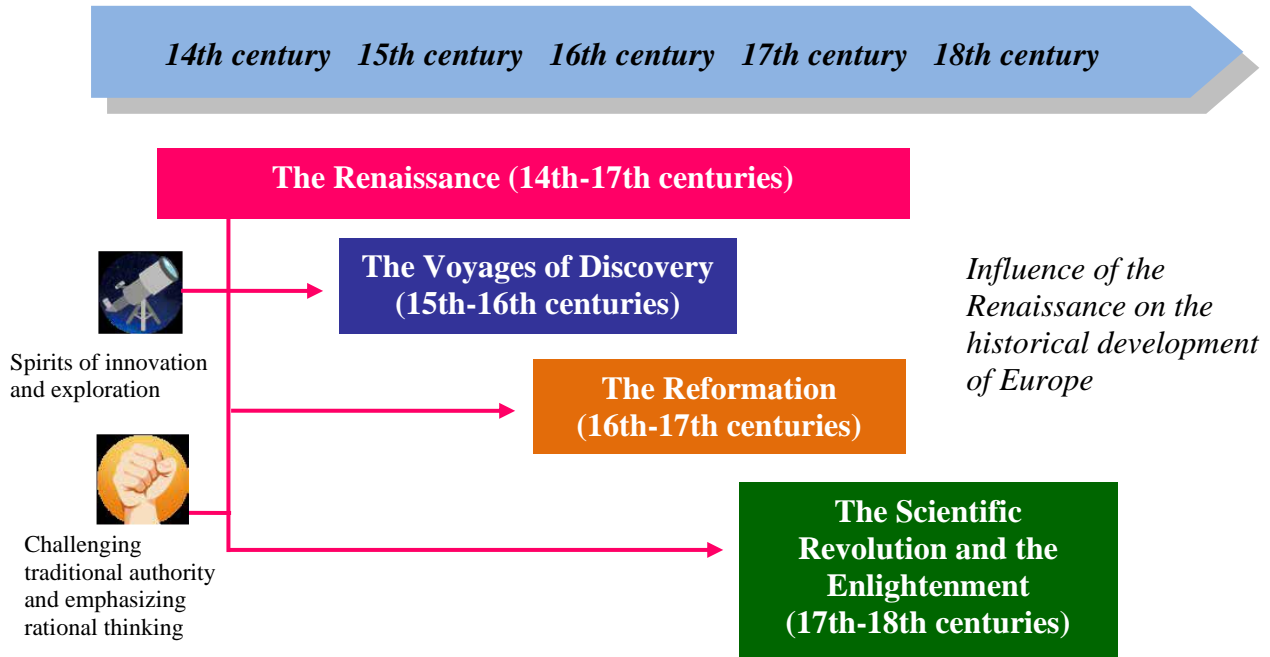 14th century 15th century 16th century 17th century 18th century
The Renaissance (14th-17th centuries)
The Voyages of Discovery
(15th-16th centuries)
Influence of the
Renaissance on the
historical development
of Europe
Spirits of innovation
and exploration
The Reformation
(16th-17th centuries)
Challenging
traditional authority
and emphasizing
rational thinking
The Scientific
Revolution and the
Enlightenment
(17th-18th centuries)